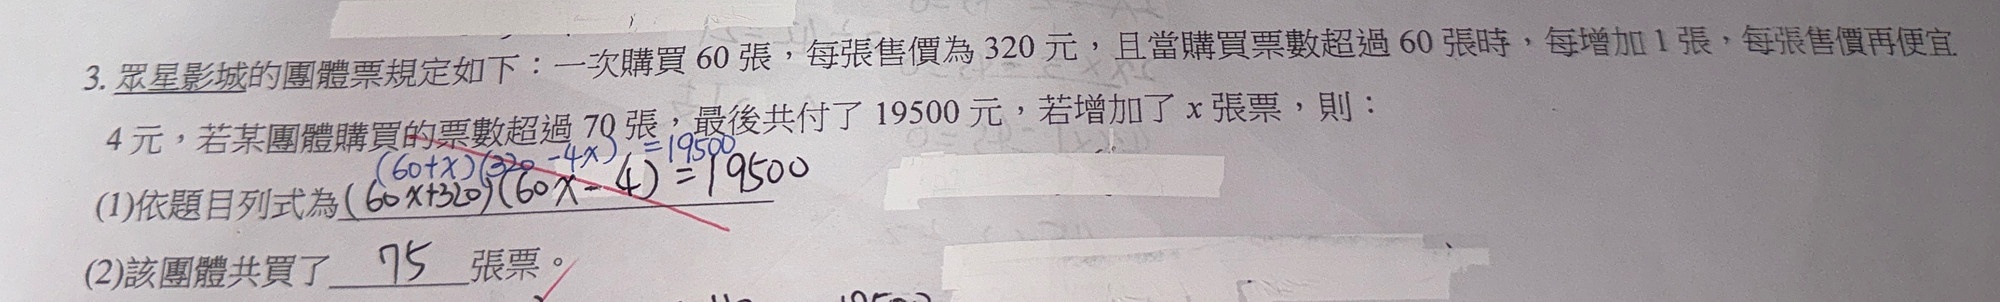 3. 眾星影城的團體票規定如下：一次購買 60 張，每張售價為 320 元，且當購買票數超過 60 張時，每增加 1 張，每張售價再便宜
4 元，若某團體購買的票數超過 70 張，最後共付了 19500 元，若增加了 x 張票，則：
(60+x)(320-4x)=19500
(1)依題目列式為(60x+320)(60x-4)=19500
(2)該團體共買了 75 張票。